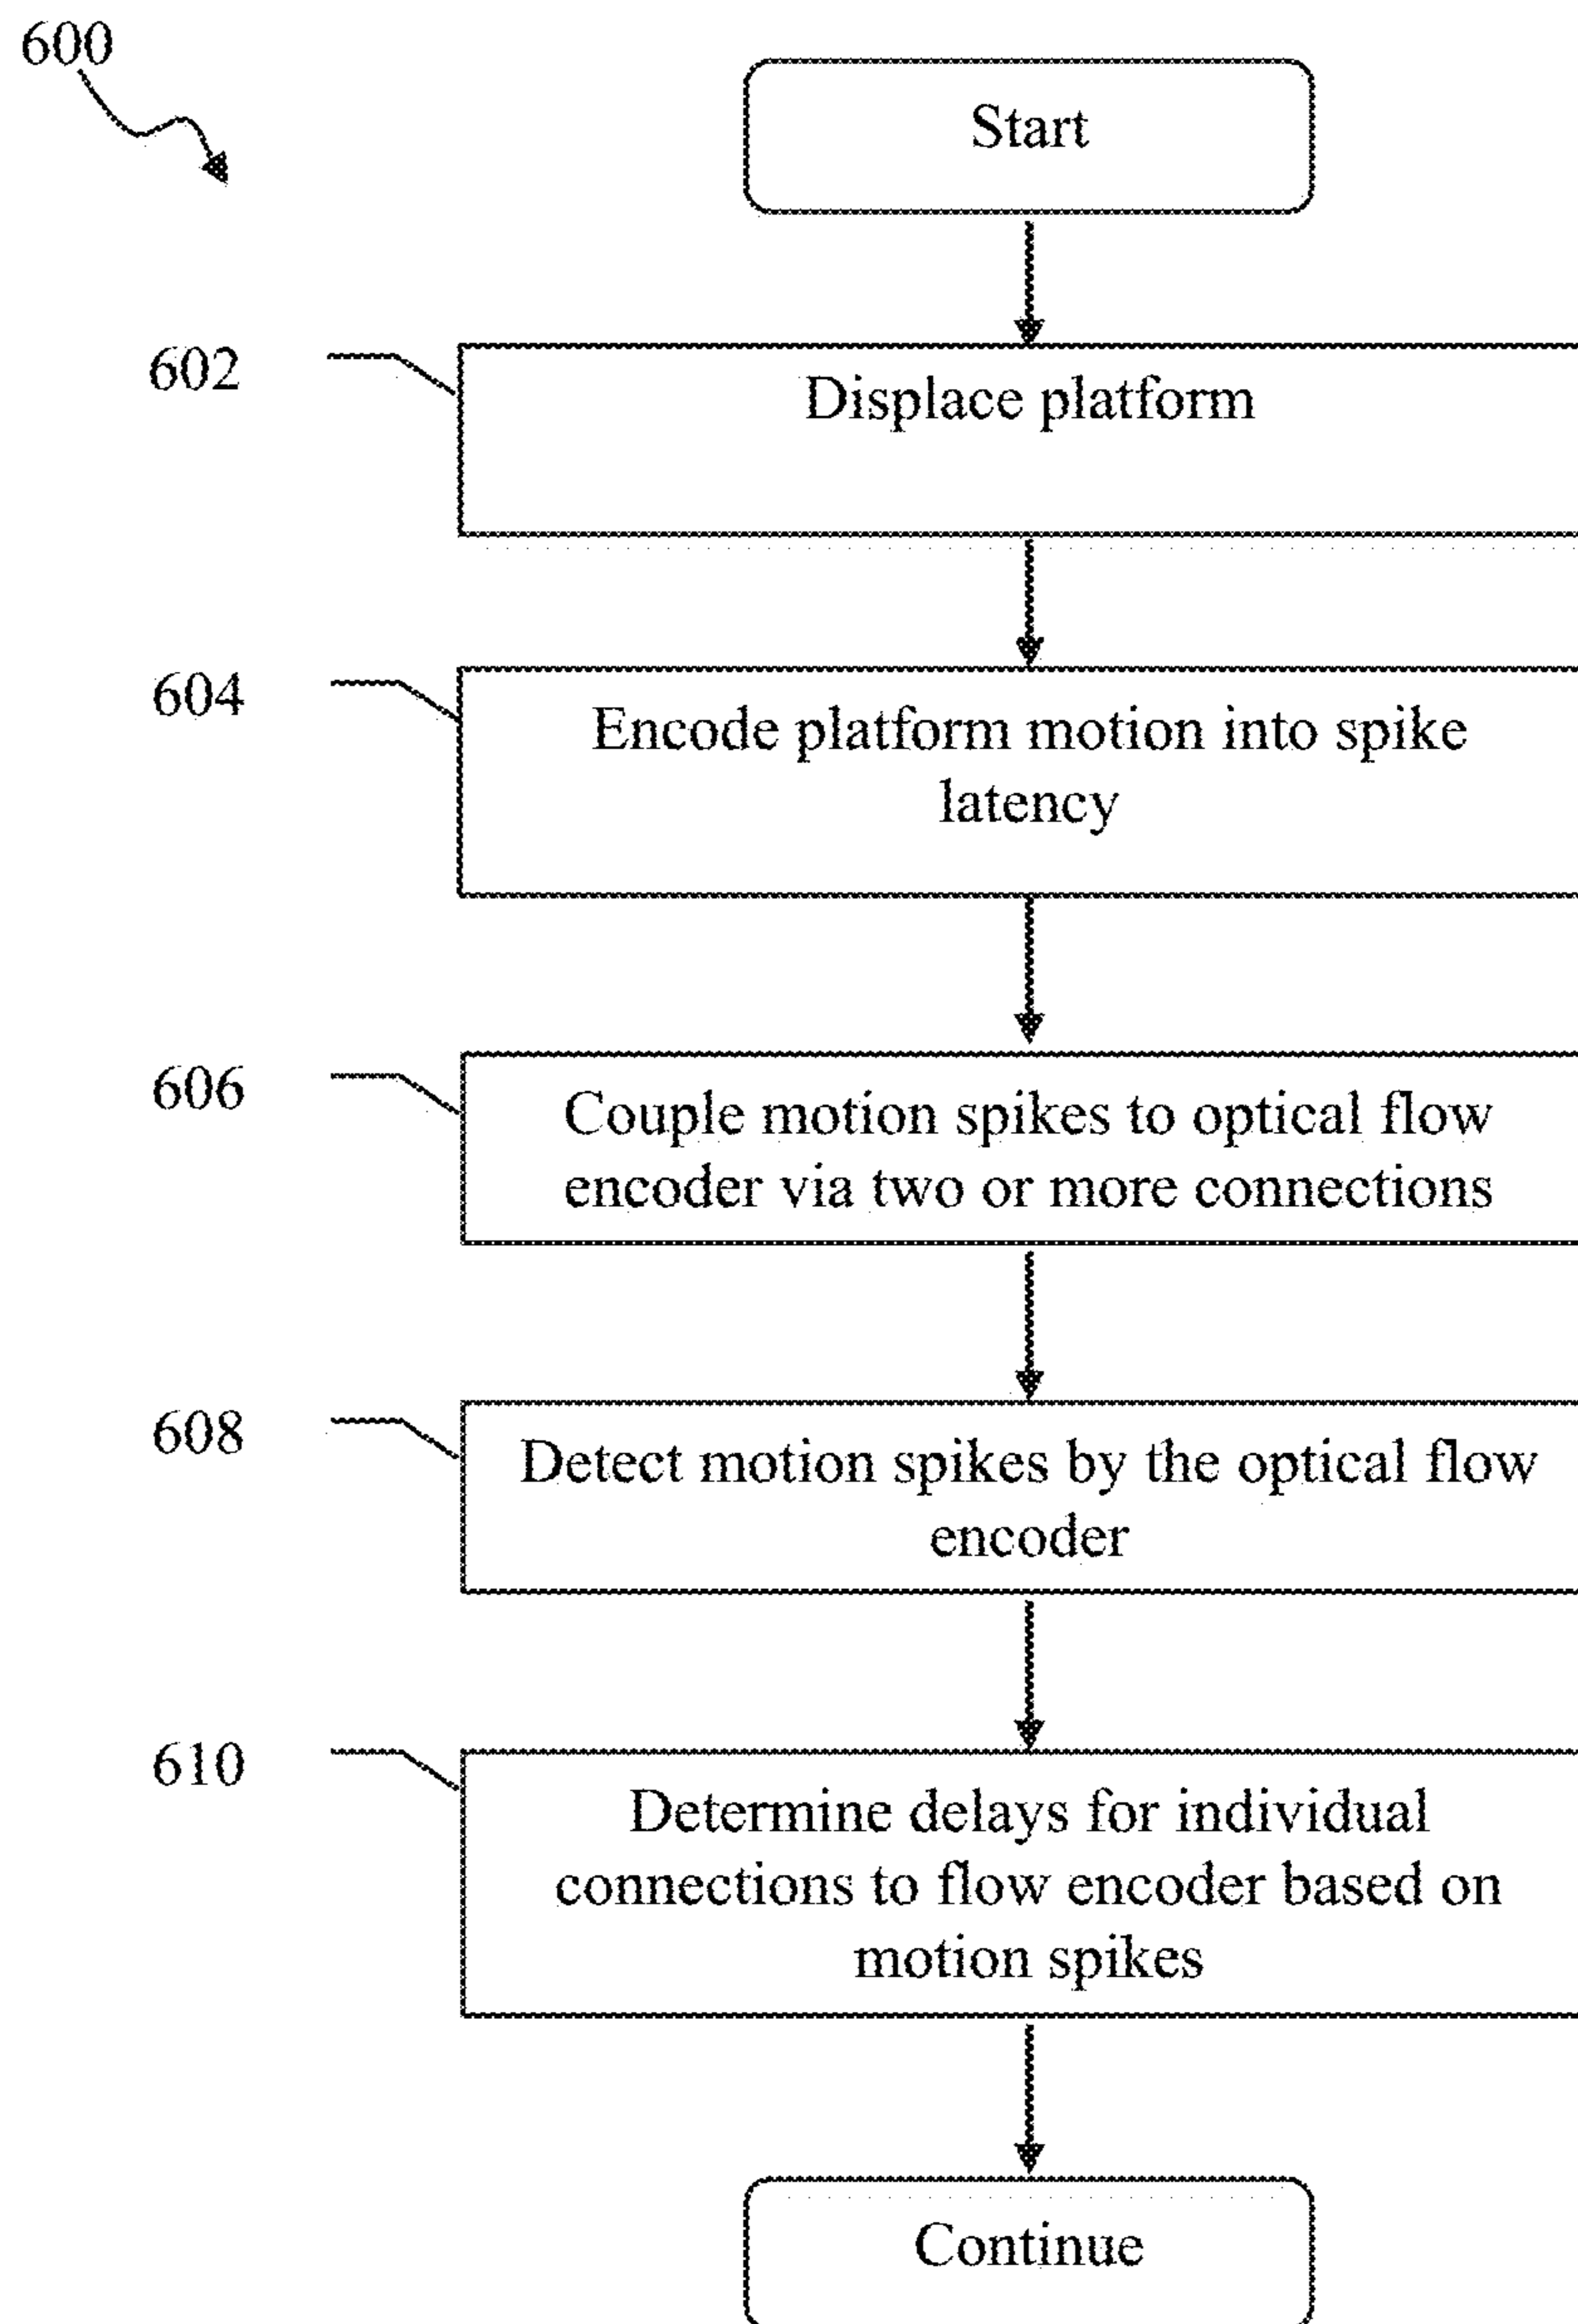 600
Start
602
Displace platform
604
Encode platform motion into spike
latency
606
Couple motion spikes to optical flow
encoder via two or more connections
608
Detect motion spikes by the optical flow
encoder
610
Determine delays for individual
connections to flow encoder based on
motion spikes
Continue